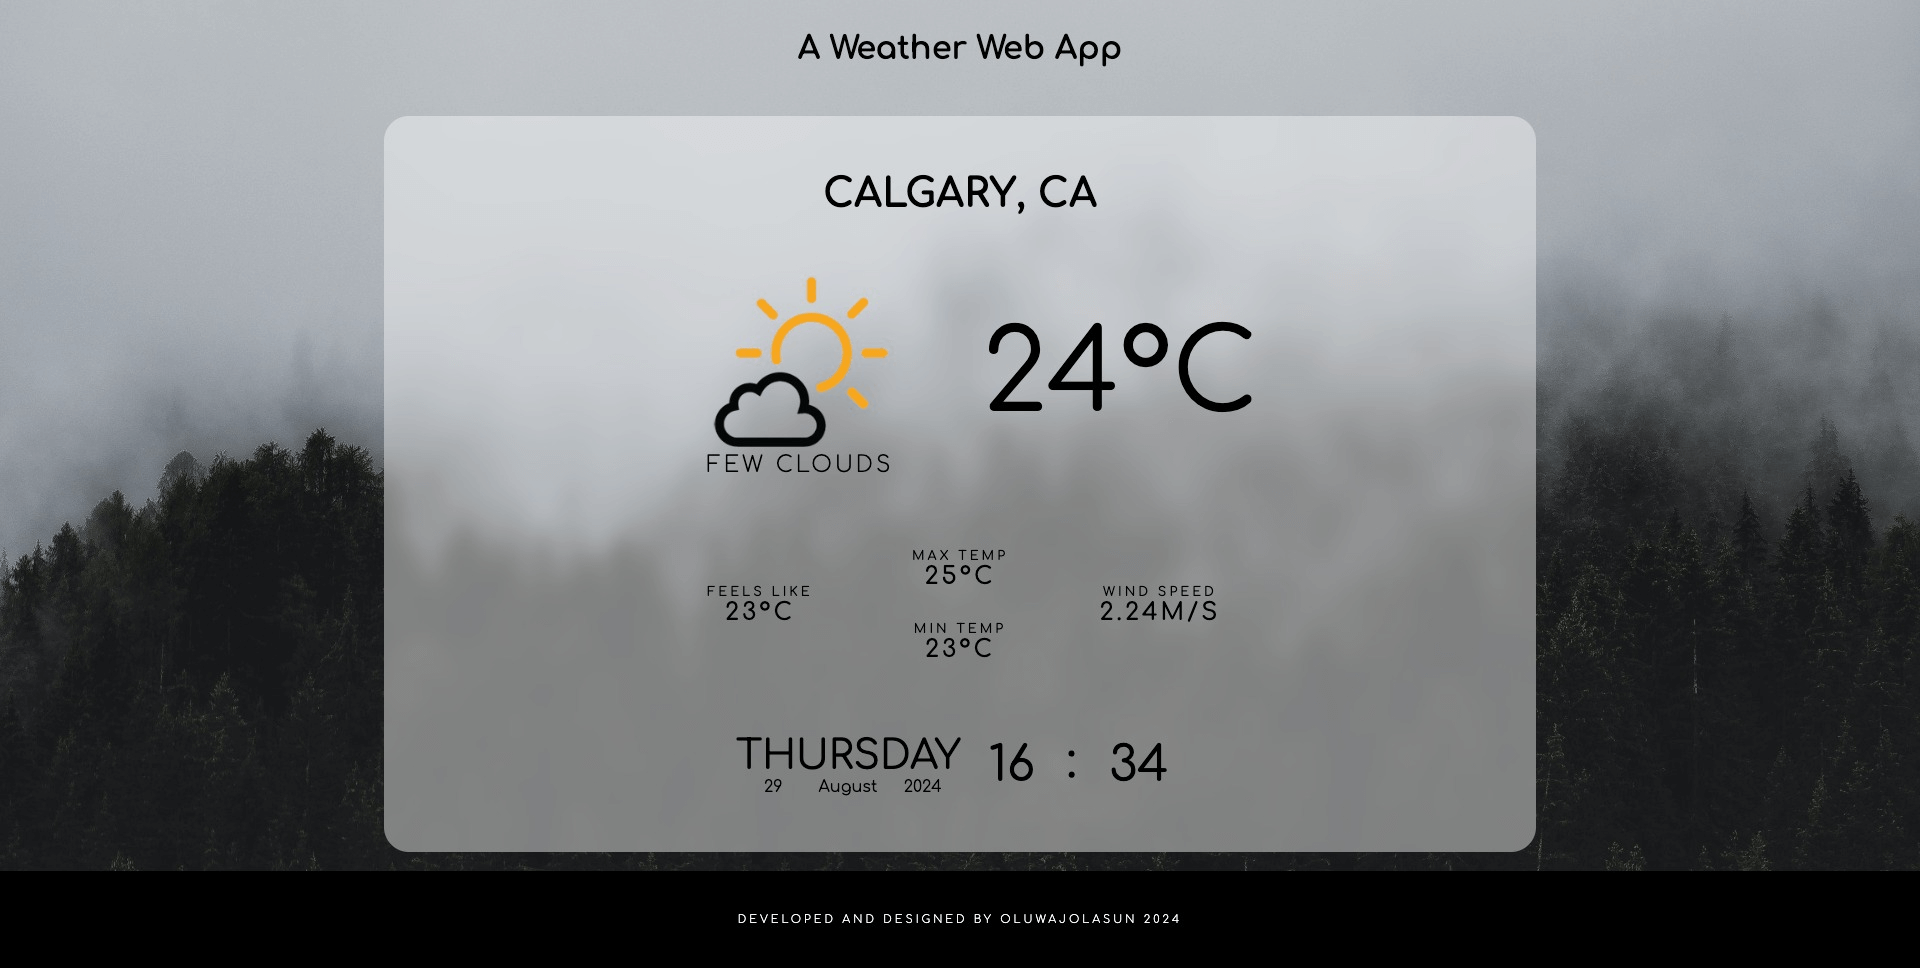 A Weather Web App
CALGARY, CA
24°C
FEW CLOUDS
FEELS LIKE
23°C
MAX TEMP
25°C
MIN TEMP
23°C
WIND SPEED
2.24M/S
THURSDAY
29 August 2024
16 : 34
DEVELOPED AND DESIGNED BY OLUWAJOLASUN 2024